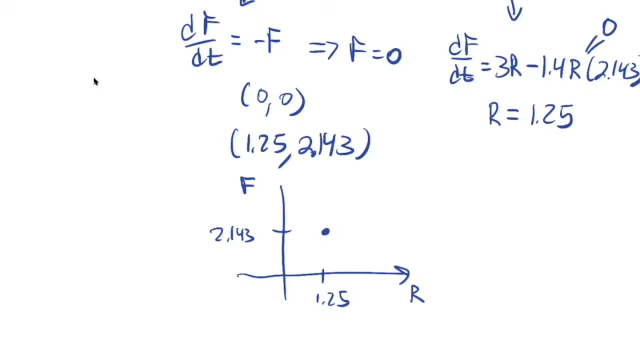 dF/dt = -F => F=0
0
dF/dt = 3R - 1.4R(2.143
R = 1.25
(0,0)
(1.25, 2.143)
F
2.143
1.25
R